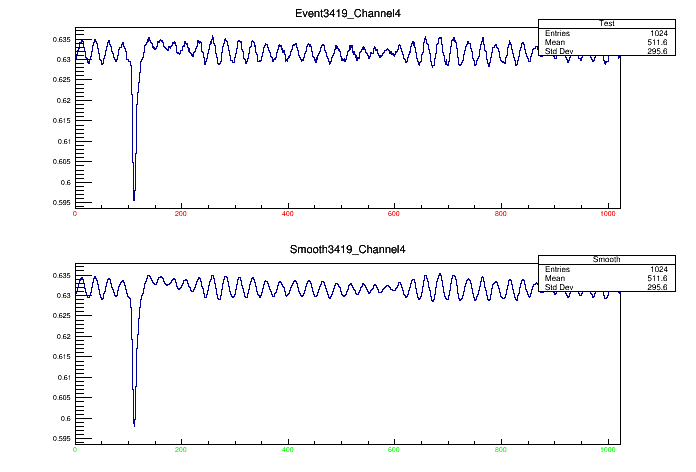 Event3419_Channel4
Test
Entries 1024
Mean 511.6
Std Dev 295.6
0.635
0.63
0.625
0.62
0.615
0.61
0.605
0.6
0.595
0 200 400 600 800 1000
Smooth3419_Channel4
Smooth
Entries 1024
Mean 511.6
Std Dev 295.6
0.635
0.63
0.625
0.62
0.615
0.61
0.605
0.6
0.595
0 200 400 600 800 1000